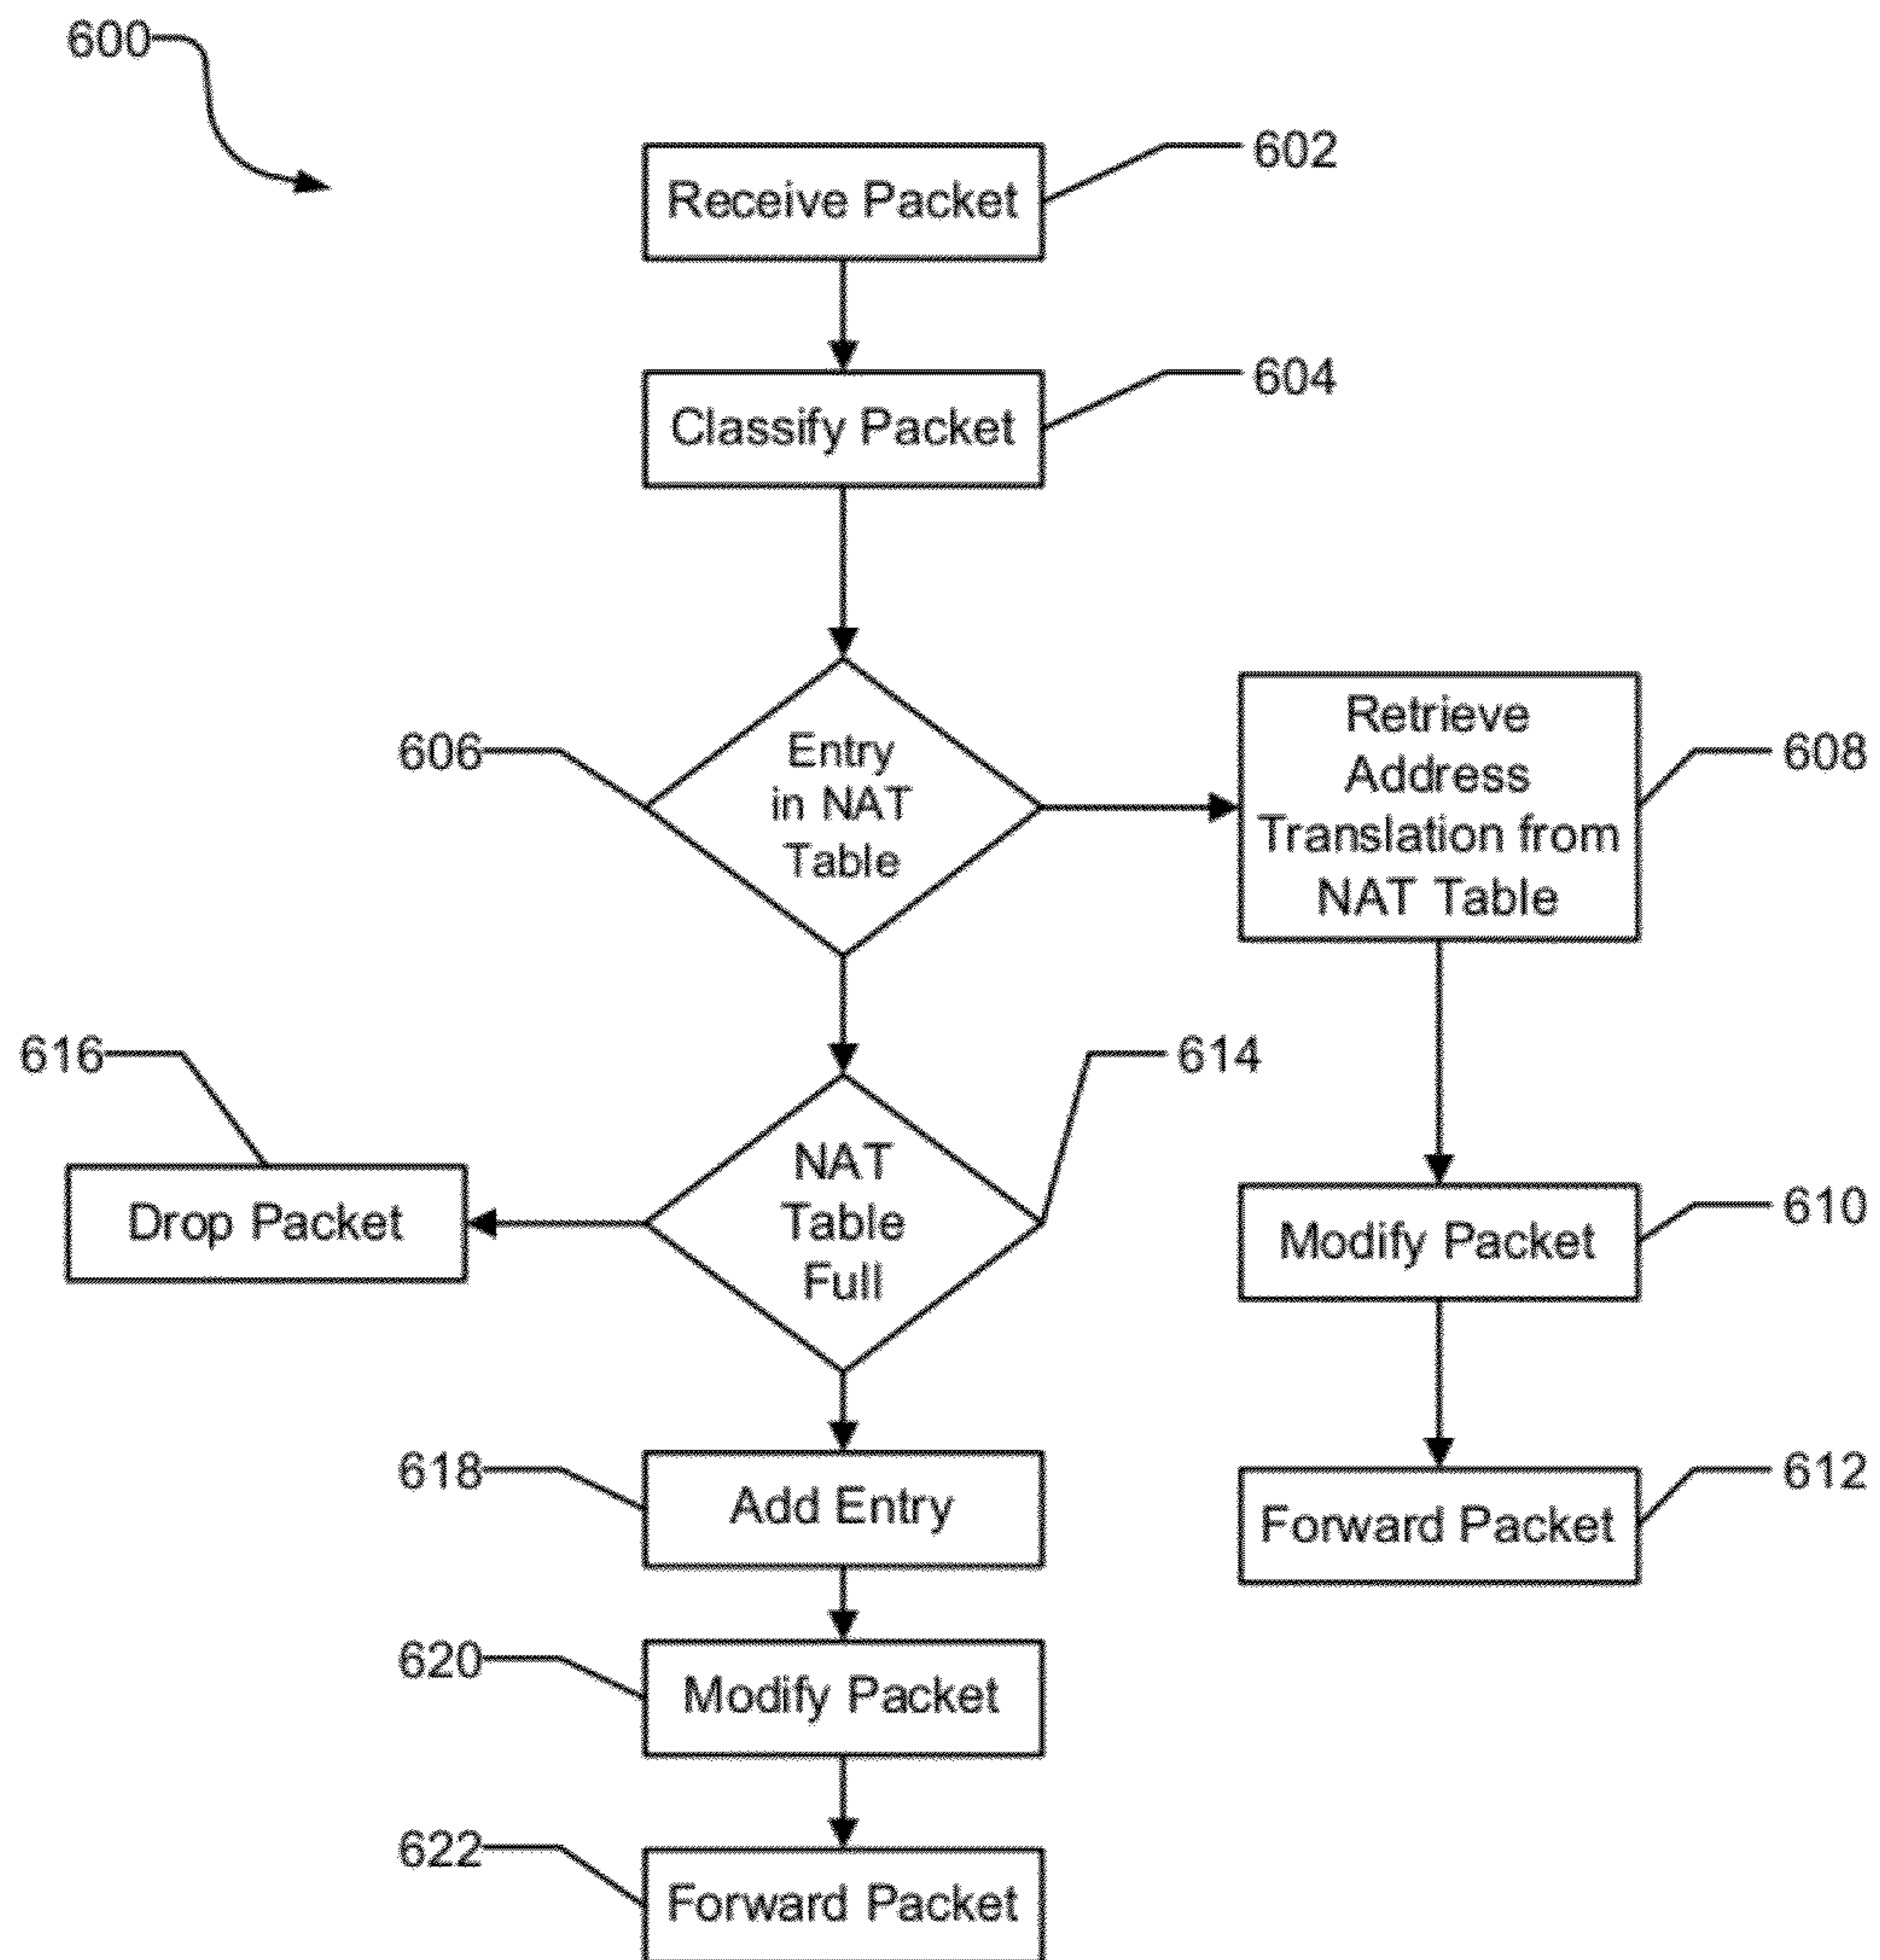 600
Receive Packet
602
Classify Packet
604
606
Entry
in NAT
Table
Retrieve
Address
Translation from
NAT Table
608
616
Drop Packet
NAT
Table
Full
614
Modify Packet
610
618
Add Entry
Forward Packet
612
620
Modify Packet
622
Forward Packet